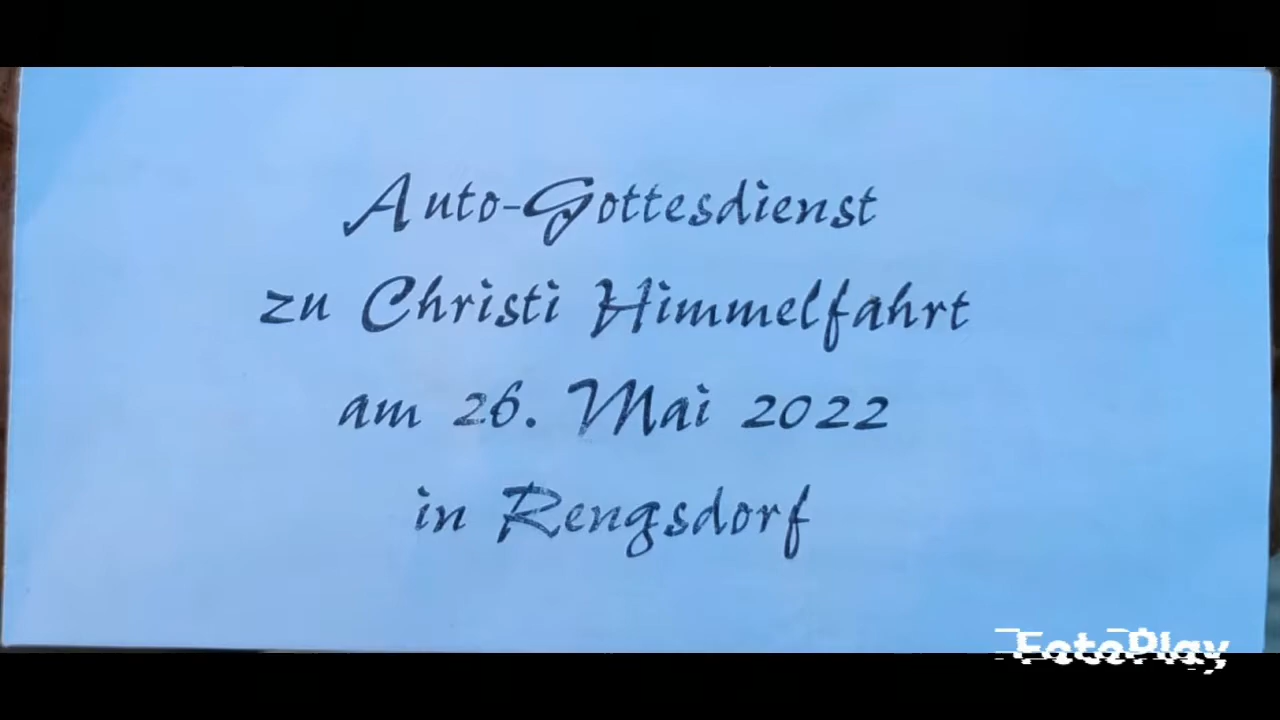 Auto-Gottesdienst
zu Christi Himmelfahrt
am 26. Mai 2022
in Rengsdorf
FotoPlay